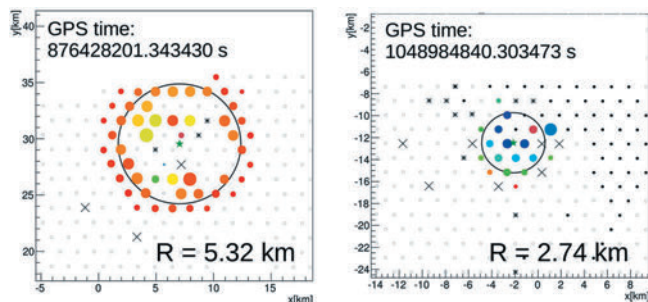 y[km]
GPS time:
876428201.343430 s
40
35
30
25
20
R = 5.32 km
-5 0 5 10 15
x[km]
y[km]
GPS time:
1048984840.303473 s
-4
-6
-8
-10
-12
-14
-16
-18
-20
-22
-24
R = 2.74 km
-14 -12 -10 -8 -6 -4 -2 0 2 4 6 8
x[km]